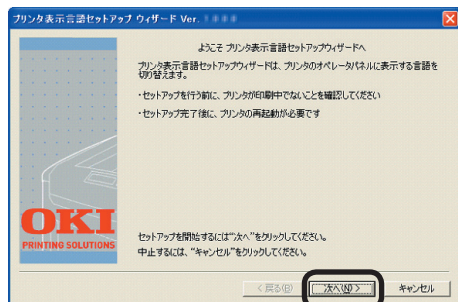 プリンタ表示言語セットアップ ウィザード Ver.
ようこそ プリンタ表示言語セットアップウィザードへ
プリンタ表示言語セットアップウィザードは、プリンタのオペレータパネルに表示する言語を
切り替えます。
・セットアップを行う前に、プリンタが印刷中でないことを確認してください
・セットアップ完了後に、プリンタの再起動が必要です
OKI
PRINTING SOLUTIONS
セットアップを開始するには"次へ"をクリックしてください。
中止するには、"キャンセル"をクリックしてください。
< 戻る(B)
次へ(N) >
キャンセル